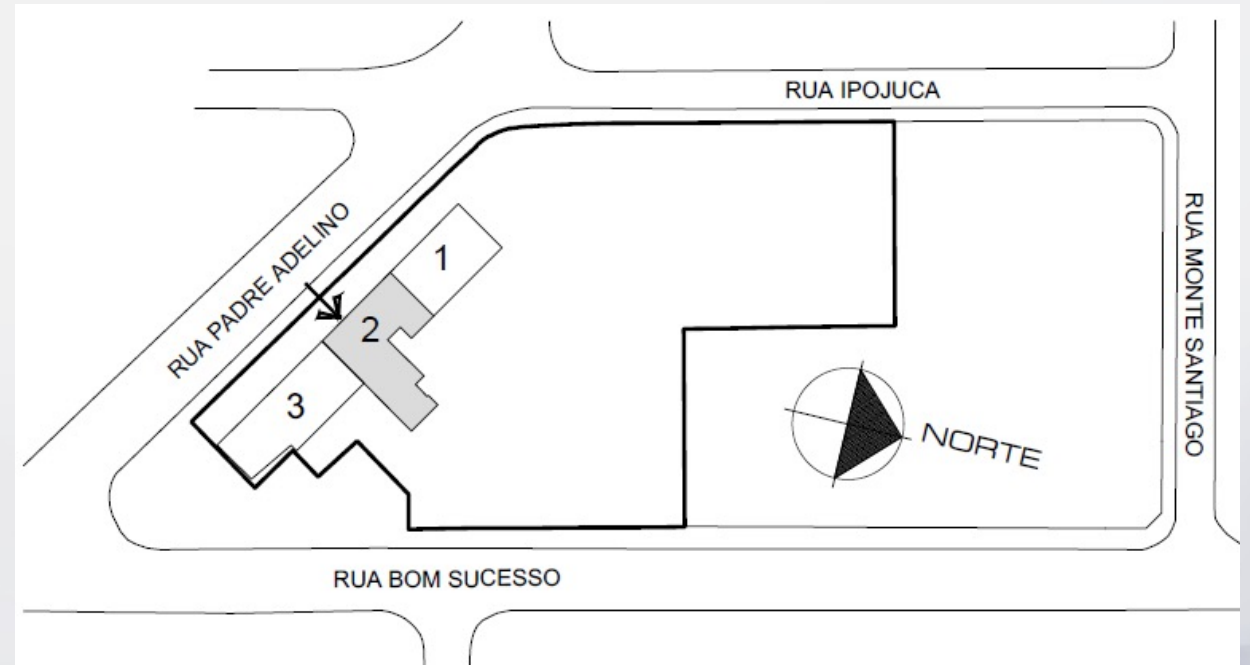 RUA IPOJUCA
RUA PADRE ADELINO
1
2
3
RUA MONTE SANTIAGO
NORTE
RUA BOM SUCESSO